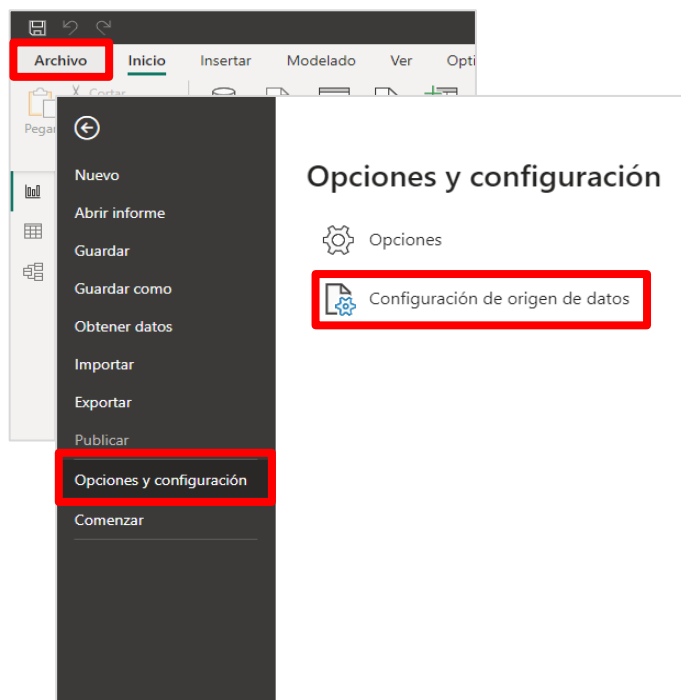 Archivo Inicio Insertar Modelado Ver Opti
Cortar
Pegar
Nuevo
Abrir informe
Guardar
Guardar como
Obtener datos
Importar
Exportar
Publicar
Opciones y configuración
Comenzar
Opciones y configuración
Opciones
Configuración de origen de datos